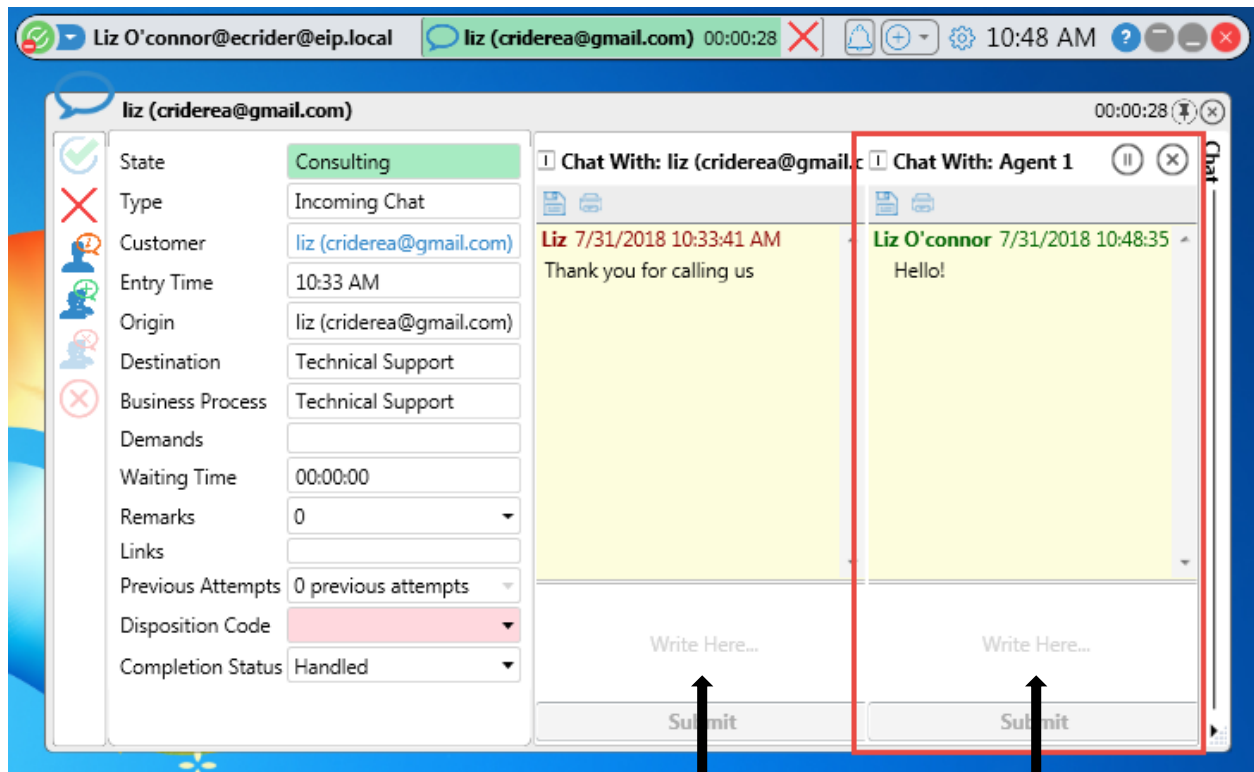 Liz O'connor@ecrider@eip.local liz (criderea@gmail.com) 00:00:28 10:48 AM ?
liz (criderea@gmail.com) 00:00:28
State Consulting
Type Incoming Chat
Customer liz (criderea@gmail.com)
Entry Time 10:33 AM
Origin liz (criderea@gmail.com)
Destination Technical Support
Business Process Technical Support
Demands
Waiting Time 00:00:00
Remarks 0
Links
Previous Attempts 0 previous attempts
Disposition Code
Completion Status Handled
Chat With: liz (criderea@gmail.c
Liz 7/31/2018 10:33:41 AM
Thank you for calling us
Write Here...
Submit
Chat With: Agent 1
Liz O'connor 7/31/2018 10:48:35
Hello!
Write Here...
Submit
Chat